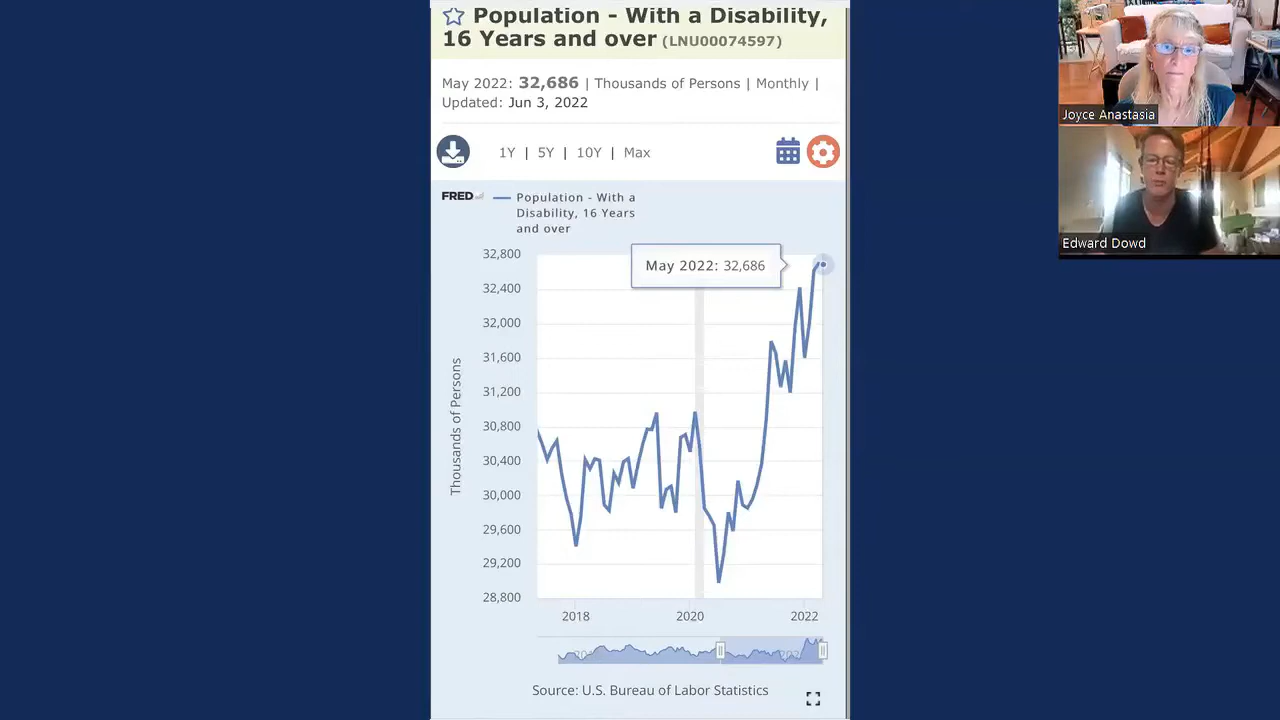 Population - With a Disability,
16 Years and over (LNU00074597)
May 2022: 32,686 | Thousands of Persons | Monthly |
Updated: Jun 3, 2022
1Y | 5Y | 10Y | Max
FRED
Population - With a
Disability, 16 Years
and over
May 2022: 32,686
Thousands of Persons
32,800
32,400
32,000
31,600
31,200
30,800
30,400
30,000
29,600
29,200
28,800
2018
2020
2022
Source: U.S. Bureau of Labor Statistics
Joyce Anastasia
Edward Dowd